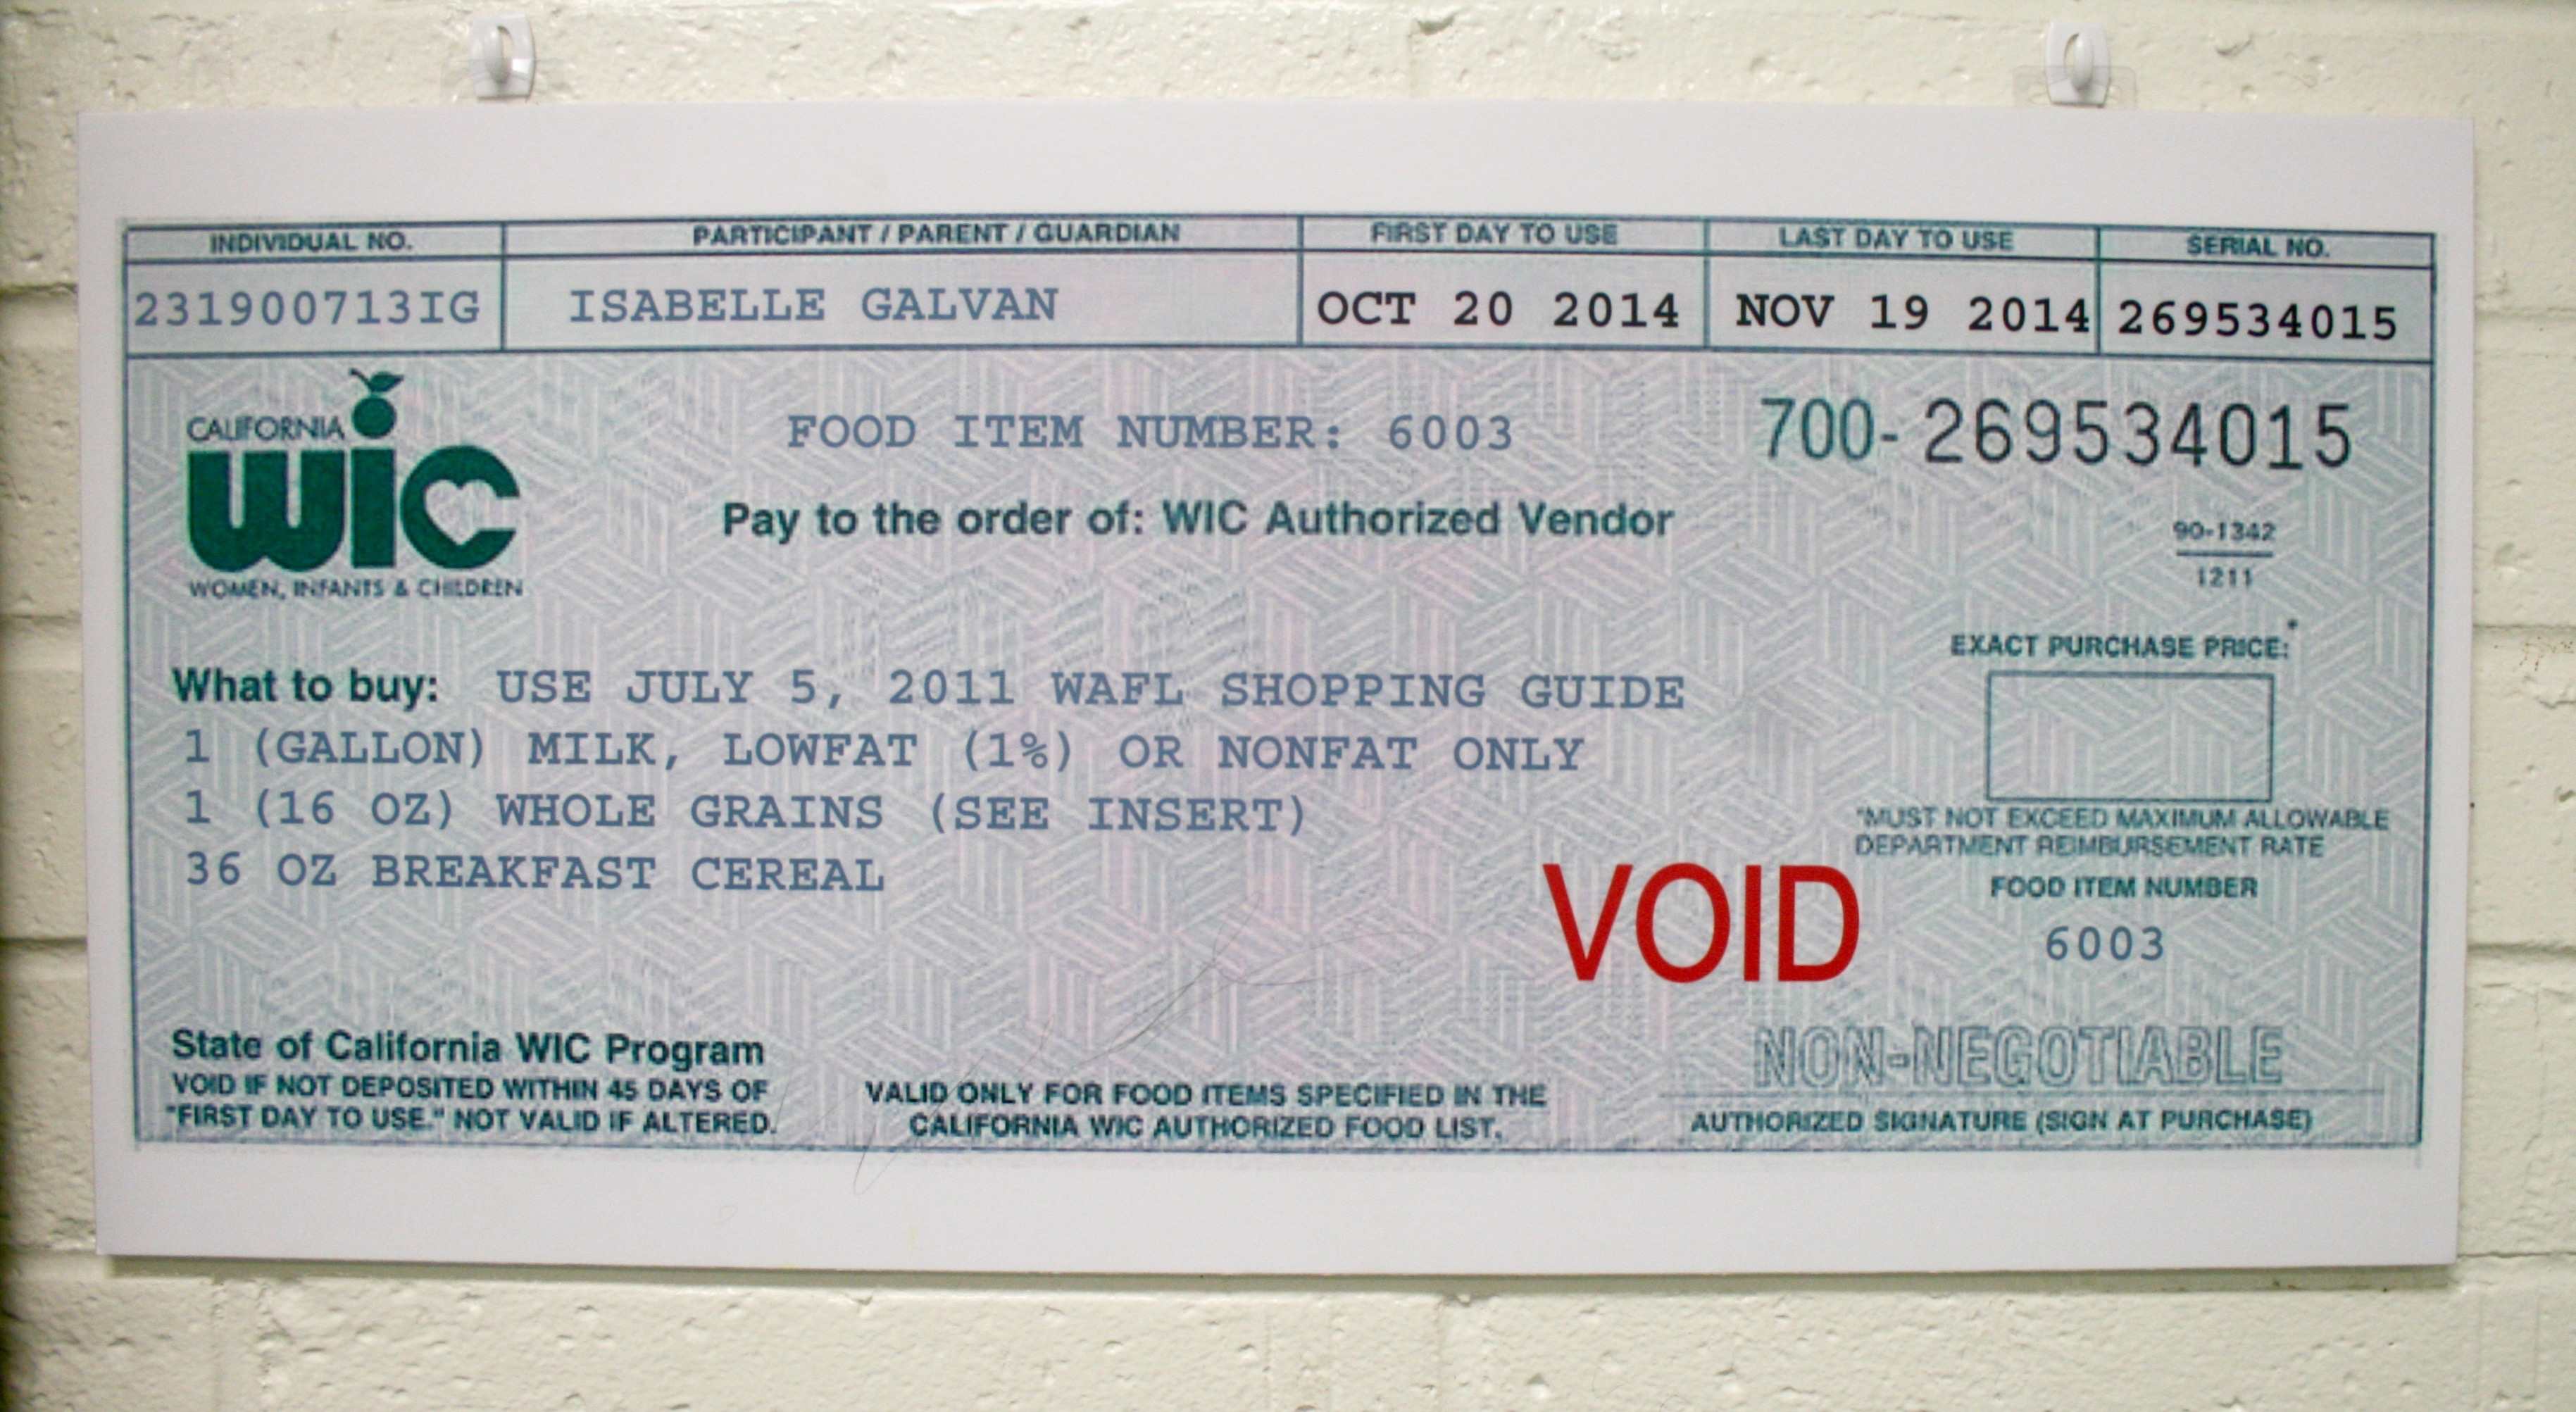 INDIVIDUAL NO. PARTICIPANT / PARENT / GUARDIAN FIRST DAY TO USE LAST DAY TO USE SERIAL NO.
231900713IG ISABELLE GALVAN OCT 20 2014 NOV 19 2014 269534015
CALIFORNIA
WIC
WOMEN, INFANTS & CHILDREN
FOOD ITEM NUMBER: 6003
700-269534015
Pay to the order of: WIC Authorized Vendor
90-1342
1211
EXACT PURCHASE PRICE:*
What to buy: USE JULY 5, 2011 WAFL SHOPPING GUIDE
1 (GALLON) MILK, LOWFAT (1%) OR NONFAT ONLY
1 (16 OZ) WHOLE GRAINS (SEE INSERT)
36 OZ BREAKFAST CEREAL
*MUST NOT EXCEED MAXIMUM ALLOWABLE
DEPARTMENT REIMBURSEMENT RATE
FOOD ITEM NUMBER
6003
VOID
NON-NEGOTIABLE
State of California WIC Program
VOID IF NOT DEPOSITED WITHIN 45 DAYS OF
"FIRST DAY TO USE." NOT VALID IF ALTERED.
VALID ONLY FOR FOOD ITEMS SPECIFIED IN THE
CALIFORNIA WIC AUTHORIZED FOOD LIST.
AUTHORIZED SIGNATURE (SIGN AT PURCHASE)